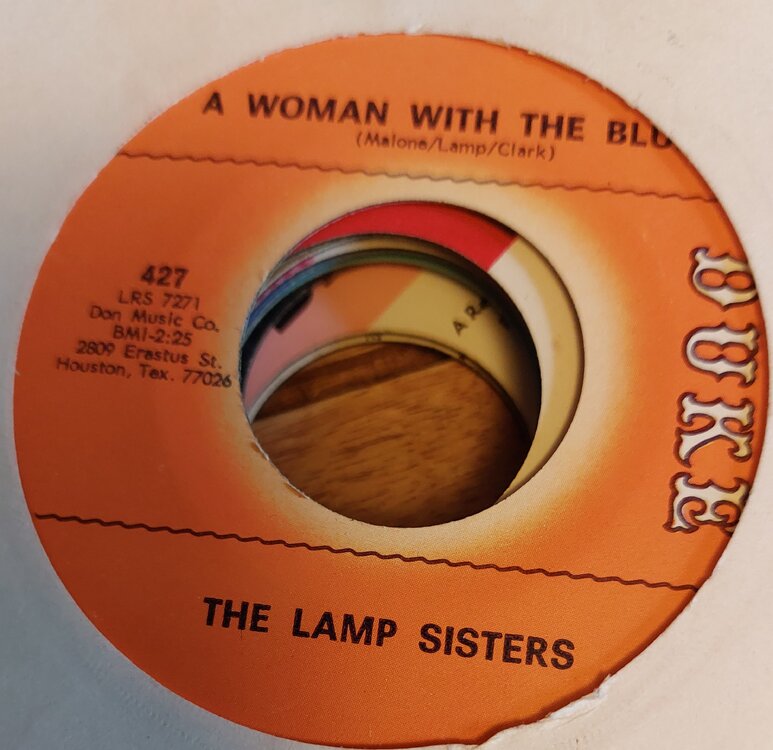 A WOMAN WITH THE BLU
(Malone/Lamp/Clark)
427
LRS 7271
Don Music Co.
BMI-2:25
2809 Erastus St.
Houston, Tex. 77026
DUKE
THE LAMP SISTERS